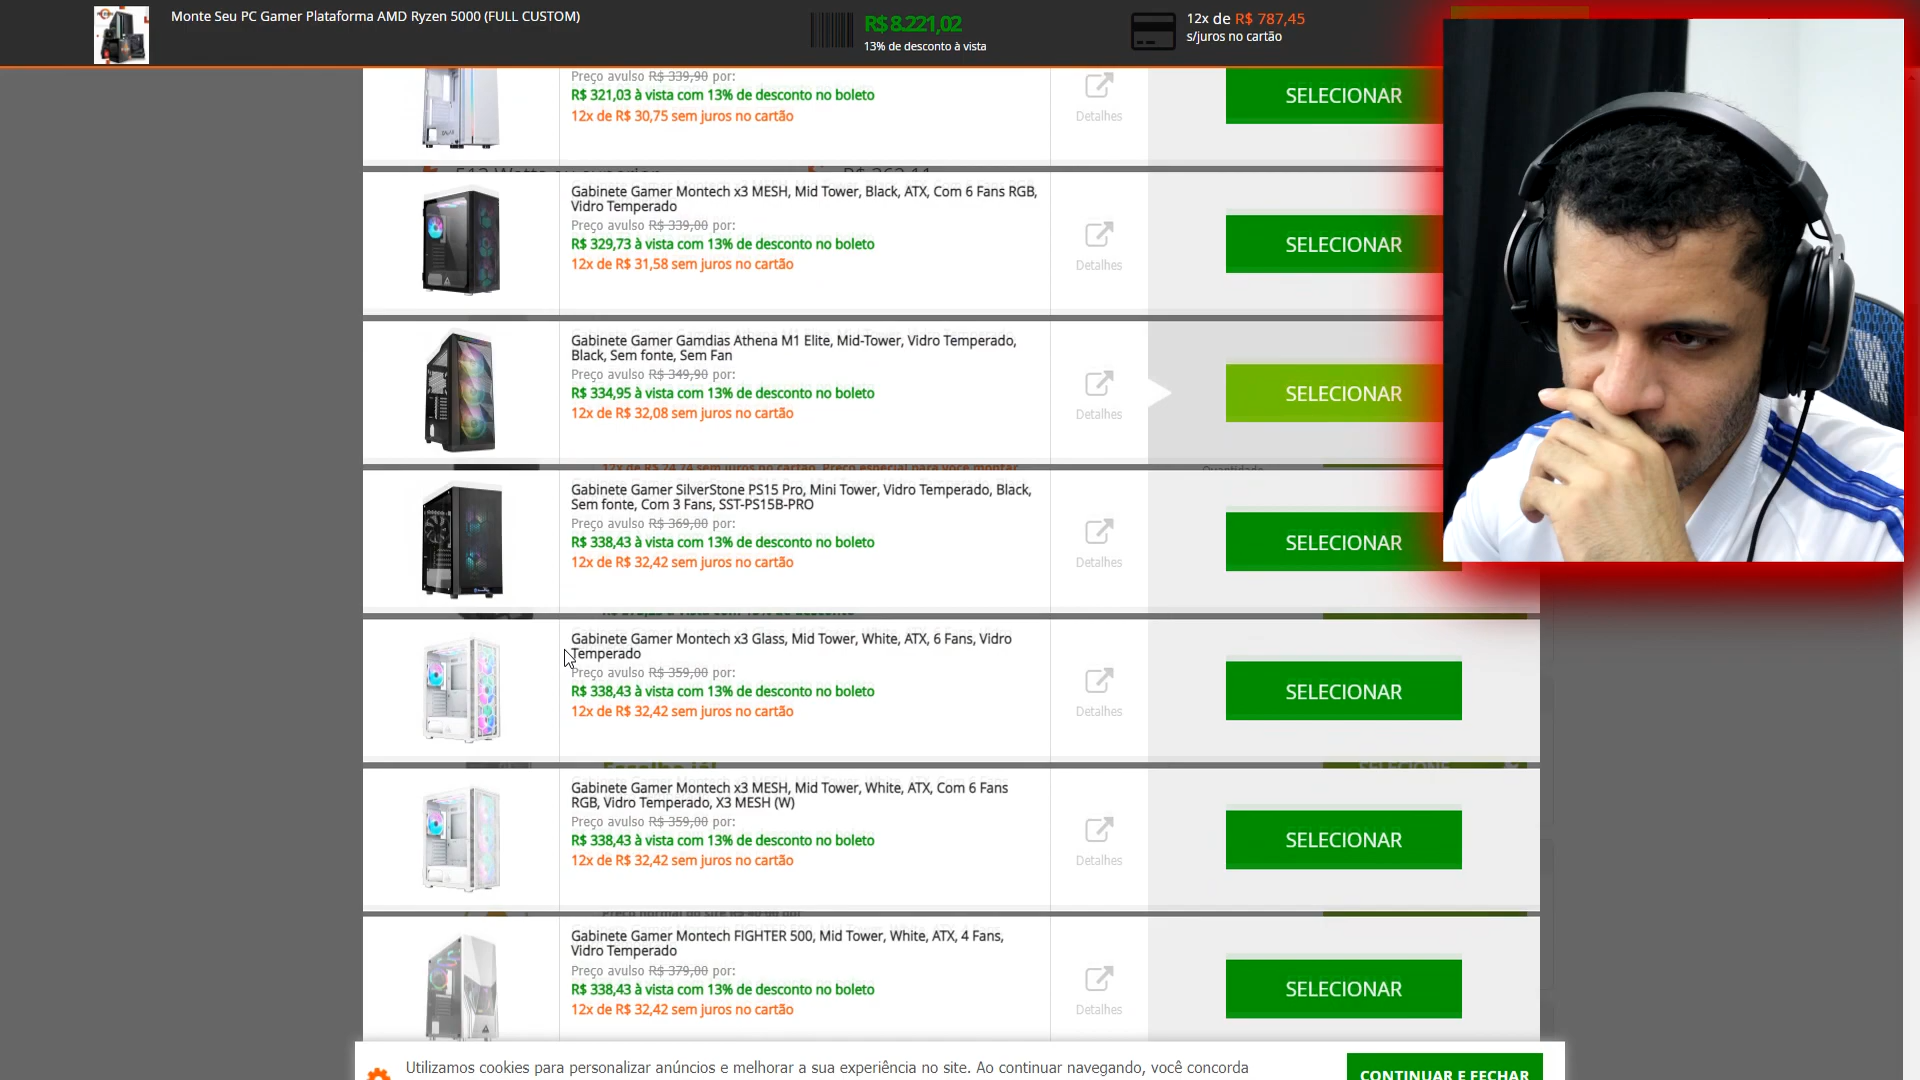 Monte Seu PC Gamer Plataforma AMD Ryzen 5000 (FULL CUSTOM)
R$ 8.221,02
13% de desconto à vista
12x de R$ 787,45
s/juros no cartão
Preço avulso R$ 339,90 por:
R$ 321,03 à vista com 13% de desconto no boleto
12x de R$ 30,75 sem juros no cartão
Detalhes
SELECIONAR
Gabinete Gamer Montech x3 MESH, Mid Tower, Black, ATX, Com 6 Fans RGB,
Vidro Temperado
Preço avulso R$ 339,00 por:
R$ 329,73 à vista com 13% de desconto no boleto
12x de R$ 31,58 sem juros no cartão
Detalhes
SELECIONAR
Gabinete Gamer Gamdias Athena M1 Elite, Mid-Tower, Vidro Temperado,
Black, Sem fonte, Sem Fan
Preço avulso R$ 349,90 por:
R$ 334,95 à vista com 13% de desconto no boleto
12x de R$ 32,08 sem juros no cartão
Detalhes
SELECIONAR
Gabinete Gamer SilverStone PS15 Pro, Mini Tower, Vidro Temperado, Black,
Sem fonte, Com 3 Fans, SST-PS15B-PRO
Preço avulso R$ 369,00 por:
R$ 338,43 à vista com 13% de desconto no boleto
12x de R$ 32,42 sem juros no cartão
Detalhes
SELECIONAR
Gabinete Gamer Montech x3 Glass, Mid Tower, White, ATX, 6 Fans, Vidro
Temperado
Preço avulso R$ 359,00 por:
R$ 338,43 à vista com 13% de desconto no boleto
12x de R$ 32,42 sem juros no cartão
Detalhes
SELECIONAR
Gabinete Gamer Montech x3 MESH, Mid Tower, White, ATX, Com 6 Fans
RGB, Vidro Temperado, X3 MESH (W)
Preço avulso R$ 359,00 por:
R$ 338,43 à vista com 13% de desconto no boleto
12x de R$ 32,42 sem juros no cartão
Detalhes
SELECIONAR
Gabinete Gamer Montech FIGHTER 500, Mid Tower, White, ATX, 4 Fans,
Vidro Temperado
Preço avulso R$ 379,00 por:
R$ 338,43 à vista com 13% de desconto no boleto
12x de R$ 32,42 sem juros no cartão
Detalhes
SELECIONAR
Utilizamos cookies para personalizar anúncios e melhorar a sua experiência no site. Ao continuar navegando, você concorda
CONTINUAR E FECHAR